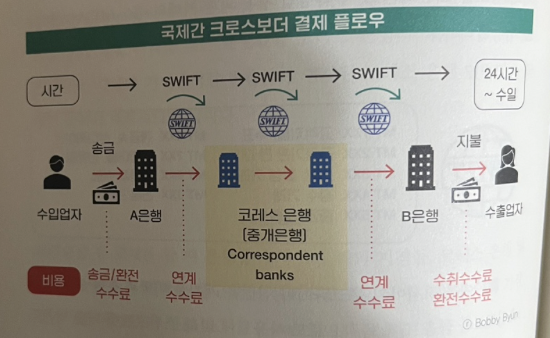 국제간 크로스보더 결제 플로우
시간
SWIFT
SWIFT
SWIFT
24시간
~ 수일
SWIFT
SWIFT
SWIFT
송금
지불
수입업자
A은행
코레스 은행
[중개은행]
Correspondent
banks
B은행
수출업자
비용
송금/완전
수수료
연계
수수료
연계
수수료
수취수수료
완전수수료
ⓒ Bobby Byun